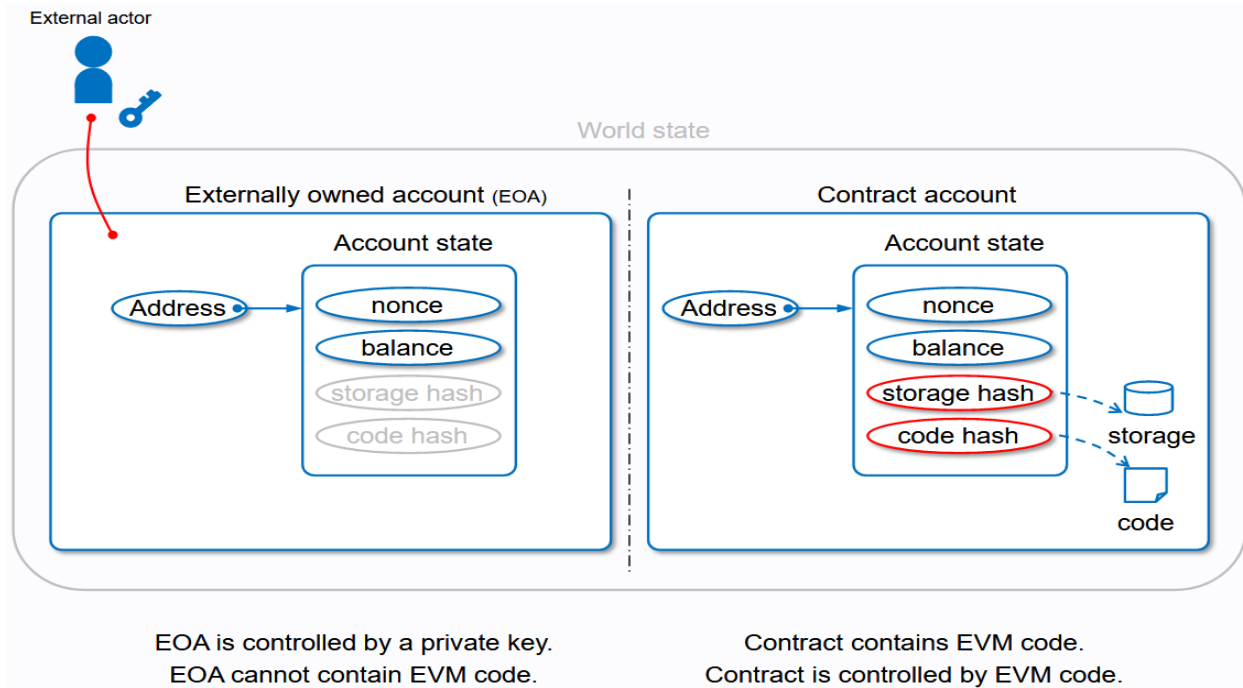 External actor
World state
Externally owned account (EOA)
Account state
Address
nonce
balance
storage hash
code hash
Contract account
Account state
Address
nonce
balance
storage hash
code hash
storage
code
EOA is controlled by a private key.
EOA cannot contain EVM code.
Contract contains EVM code.
Contract is controlled by EVM code.